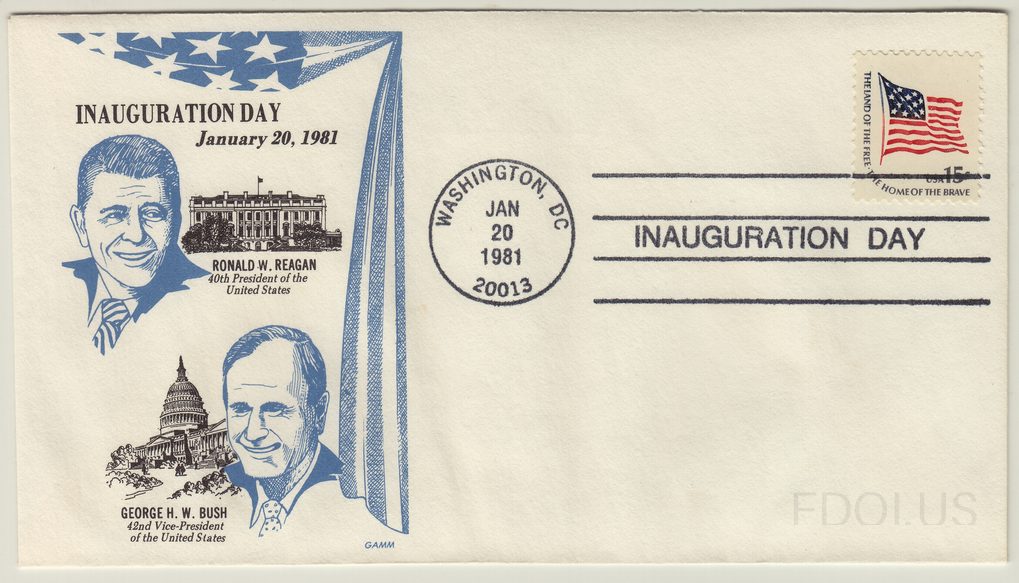 INAUGURATION DAY
January 20, 1981
RONALD W. REAGAN
40th President of the
United States
GEORGE H. W. BUSH
42nd Vice-President
of the United States
GAMM
WASHINGTON, DC
JAN
20
1981
20013
INAUGURATION DAY
THE LAND OF THE FREE · THE HOME OF THE BRAVE
USA 15c
FDOI.US